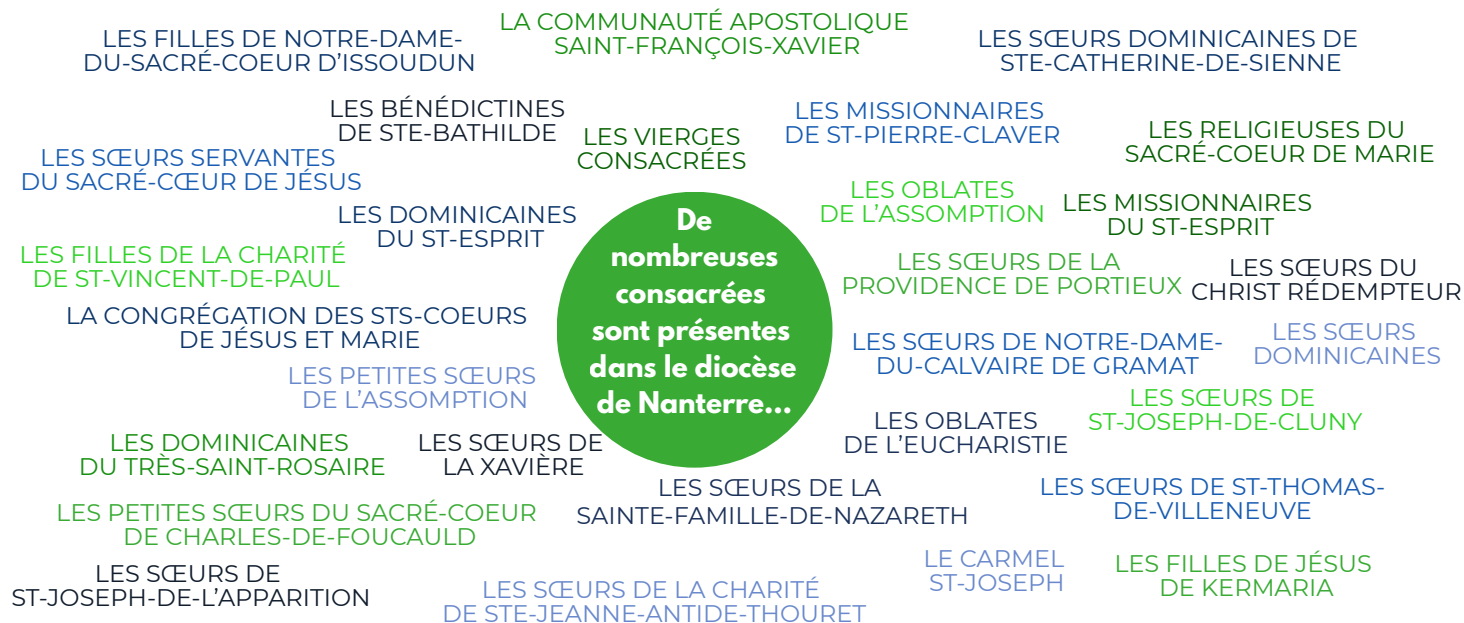 LA COMMUNAUTÉ APOSTOLIQUE
SAINT-FRANÇOIS-XAVIER
LES FILLES DE NOTRE-DAME-
DU-SACRÉ-COEUR D'ISSOUDUN
LES SŒURS DOMINICAINES DE
STE-CATHERINE-DE-SIENNE
LES BÉNÉDICTINES
DE STE-BATHILDE
LES VIERGES
CONSACRÉES
LES MISSIONNAIRES
DE ST-PIERRE-CLAVER
LES RELIGIEUSES DU
SACRÉ-COEUR DE MARIE
LES SŒURS SERVANTES
DU SACRÉ-CŒUR DE JÉSUS
LES OBLATES
DE L'ASSOMPTION
LES MISSIONNAIRES
DU ST-ESPRIT
LES DOMINICAINES
DU ST-ESPRIT
De
nombreuses
consacrées
sont présentes
dans le diocèse
de Nanterre...
LES FILLES DE LA CHARITÉ
DE ST-VINCENT-DE-PAUL
LES SŒURS DE LA
PROVIDENCE DE PORTIEUX
LES SŒURS DU
CHRIST RÉDEMPTEUR
LA CONGRÉGATION DES STS-COEURS
DE JÉSUS ET MARIE
LES SŒURS DE NOTRE-DAME-
DU-CALVAIRE DE GRAMAT
LES SŒURS
DOMINICAINES
LES PETITES SŒURS
DE L'ASSOMPTION
LES SŒURS DE
ST-JOSEPH-DE-CLUNY
LES OBLATES
DE L'EUCHARISTIE
LES DOMINICAINES
DU TRÈS-SAINT-ROSAIRE
LES SŒURS DE
LA XAVIÈRE
LES SŒURS DE LA
SAINTE-FAMILLE-DE-NAZARETH
LES SŒURS DE ST-THOMAS-
DE-VILLENEUVE
LES PETITES SŒURS DU SACRÉ-COEUR
DE CHARLES-DE-FOUCAULD
LE CARMEL
ST-JOSEPH
LES FILLES DE JÉSUS
DE KERMARIA
LES SŒURS DE
ST-JOSEPH-DE-L'APPARITION
LES SŒURS DE LA CHARITÉ
DE STE-JEANNE-ANTIDE-THOURET